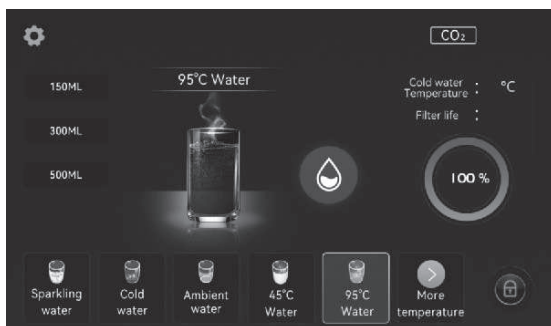 CO₂
95°C Water
150ML
300ML
500ML
Cold water
Temperature : °C
Filter life :
100 %
Sparkling
water
Cold
water
Ambient
water
45°C
Water
95°C
Water
More
temperature